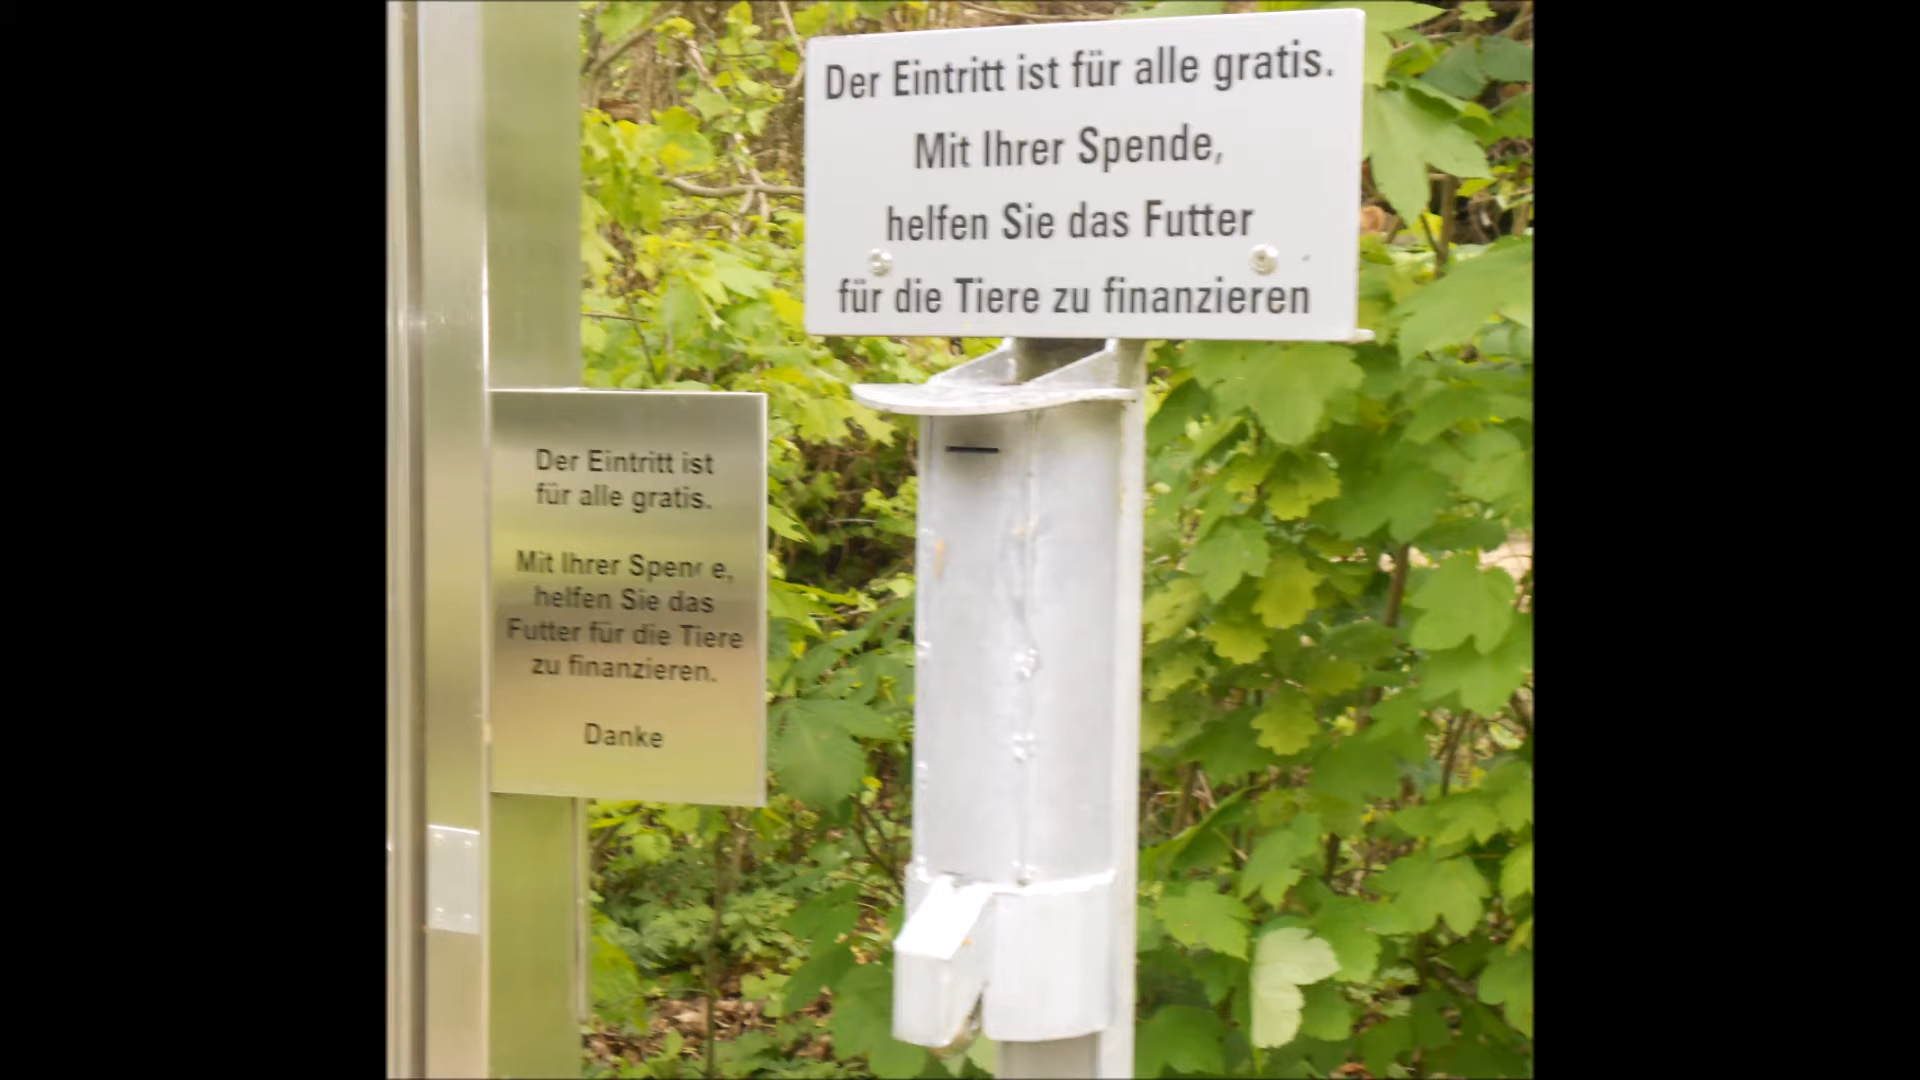 Der Eintritt ist für alle gratis.
Mit Ihrer Spende,
helfen Sie das Futter
für die Tiere zu finanzieren
Der Eintritt ist
für alle gratis.
Mit Ihrer Spen e,
helfen Sie das
Futter für die Tiere
zu finanzieren.
Danke